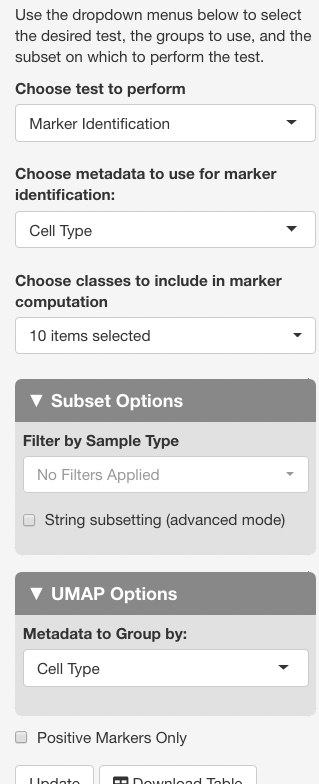 Use the dropdown menus below to select
the desired test, the groups to use, and the
subset on which to perform the test.
Choose test to perform
Marker Identification
Choose metadata to use for marker
identification:
Cell Type
Choose classes to include in marker
computation
10 items selected
▼ Subset Options
Filter by Sample Type
No Filters Applied
String subsetting (advanced mode)
▼ UMAP Options
Metadata to Group by:
Cell Type
Positive Markers Only
Update
Download Table